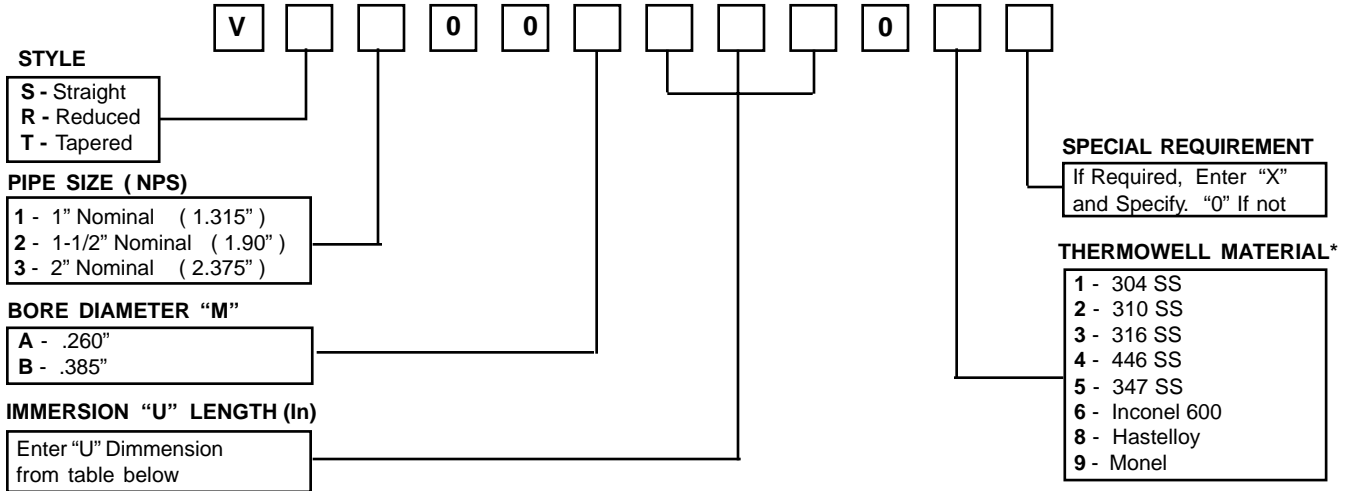 V 0 0 0
STYLE
S - Straight
R - Reduced
T - Tapered
PIPE SIZE ( NPS)
1 - 1" Nominal ( 1.315" )
2 - 1-1/2" Nominal ( 1.90" )
3 - 2" Nominal ( 2.375" )
BORE DIAMETER “M”
A - .260”
B - .385”
IMMERSION “U” LENGTH (In)
Enter “U” Dimmension
from table below
SPECIAL REQUIREMENT
If Required, Enter “X”
and Specify. “0” If not
THERMOWELL MATERIAL*
1 - 304 SS
2 - 310 SS
3 - 316 SS
4 - 446 SS
5 - 347 SS
6 - Inconel 600
8 - Hastelloy
9 - Monel